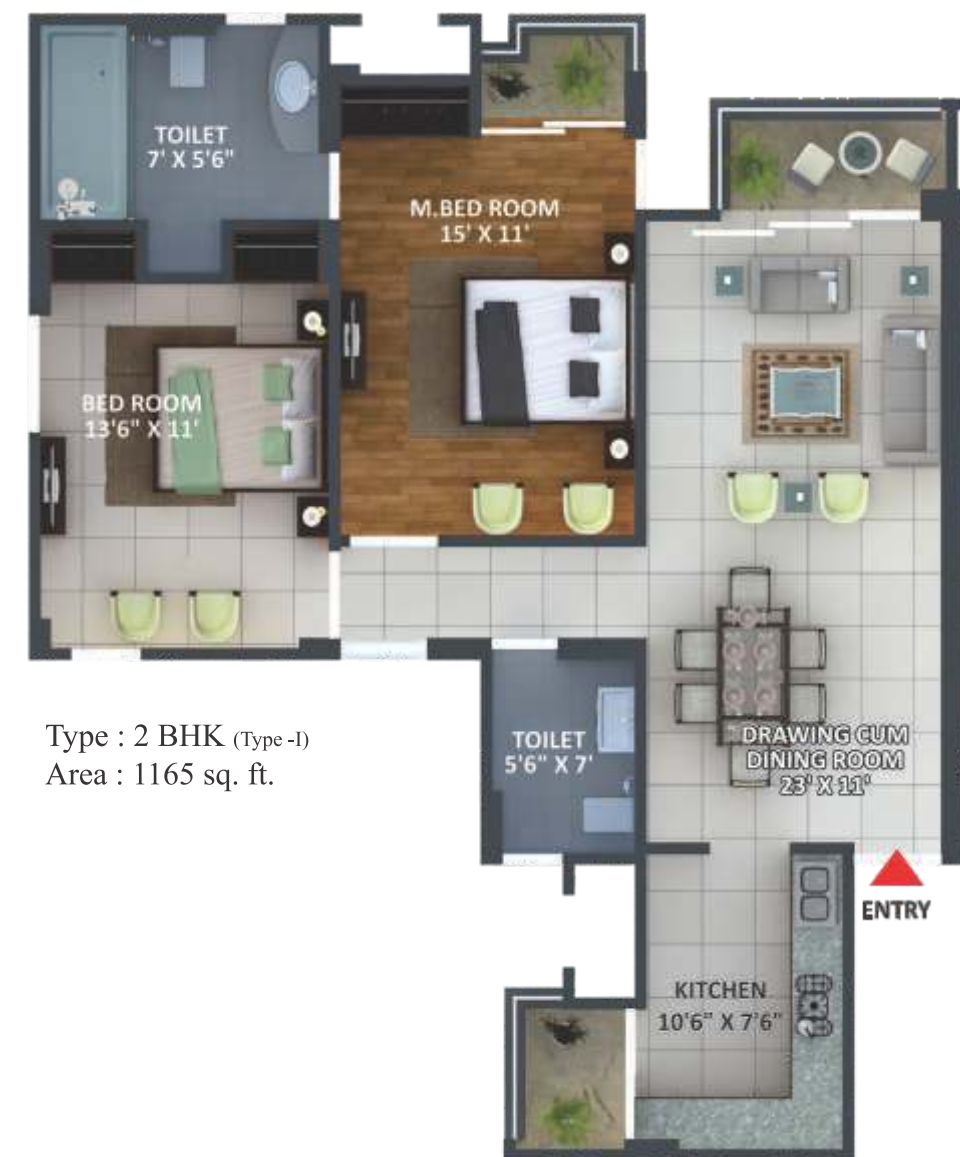 TOILET
7' X 5'6"
M.BED ROOM
15' X 11'
BED ROOM
13'6" X 11'
Type : 2 BHK (Type -I)
Area : 1165 sq. ft.
TOILET
5'6" X 7'
DRAWING CUM
DINING ROOM
23' X 11'
ENTRY
KITCHEN
10'6" X 7'6"